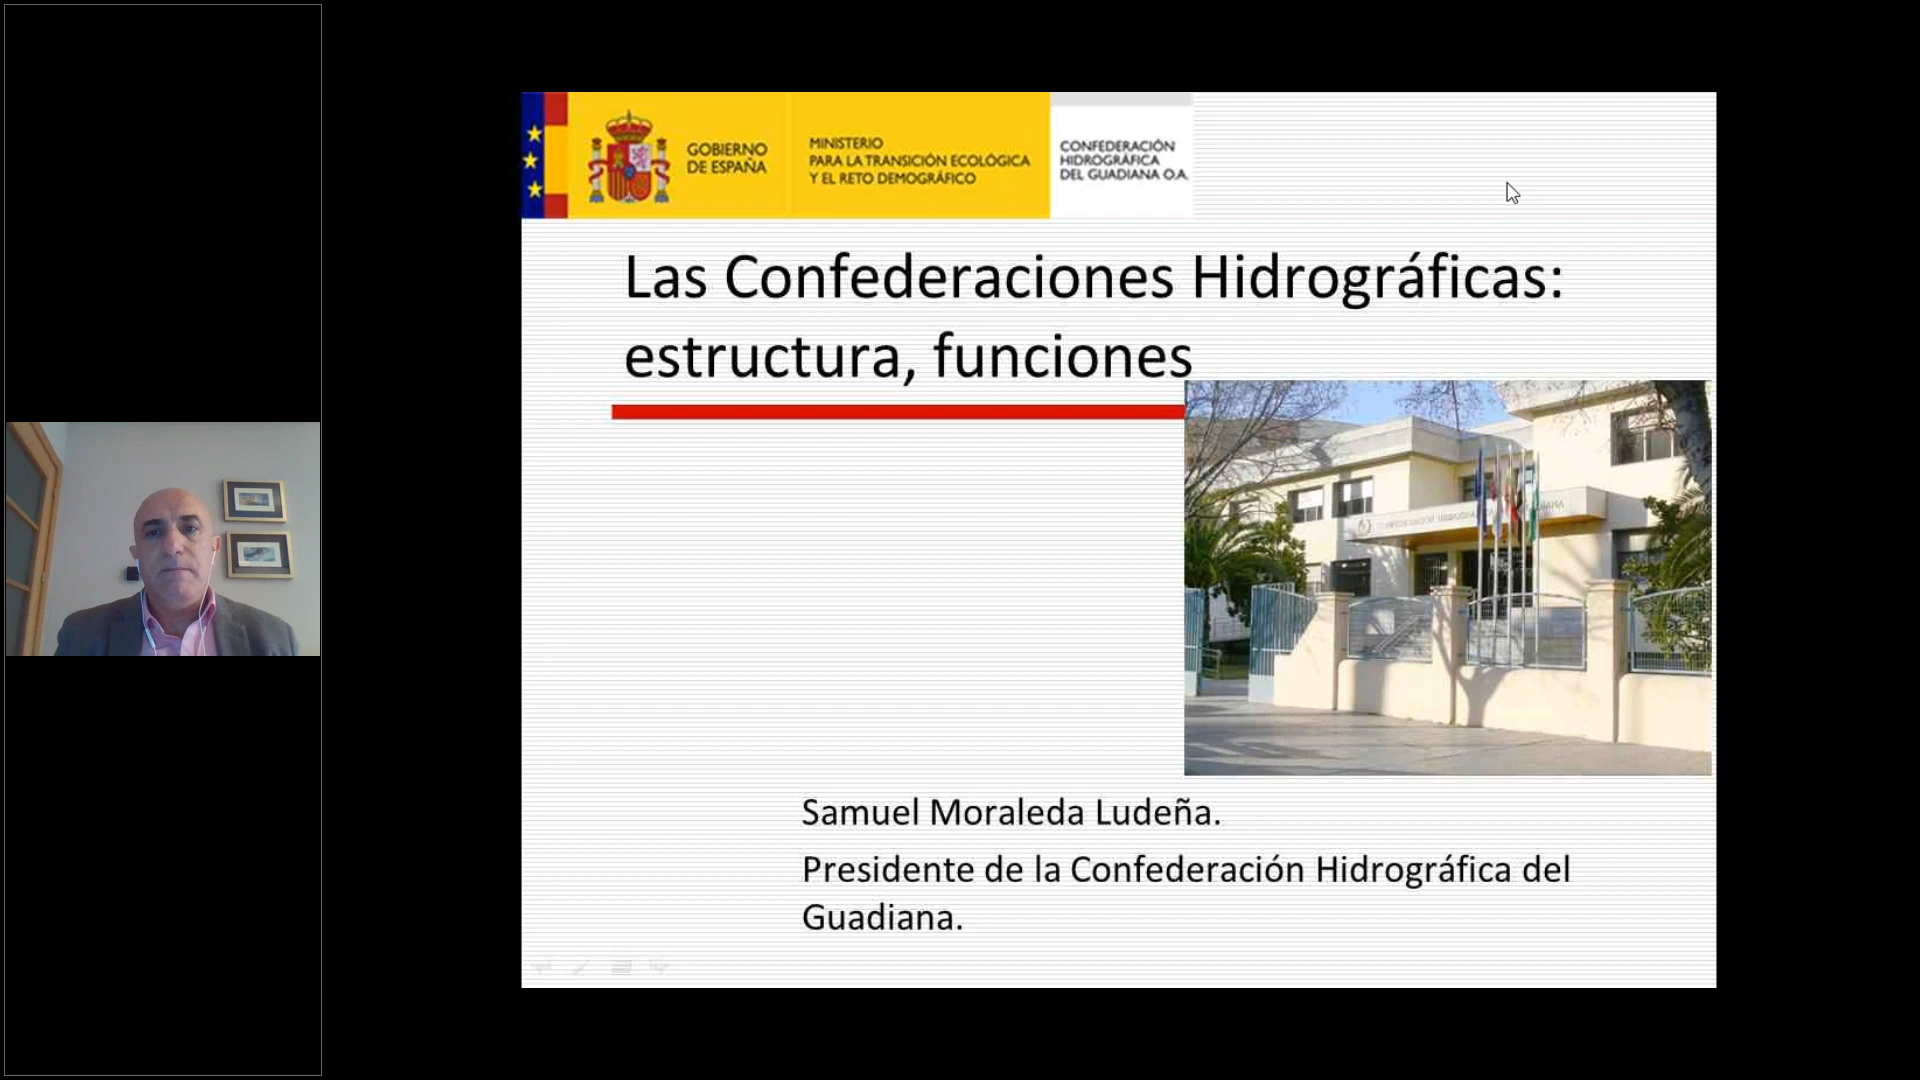 GOBIERNO
DE ESPAÑA
MINISTERIO
PARA LA TRANSICIÓN ECOLÓGICA
Y EL RETO DEMOGRÁFICO
CONFEDERACIÓN
HIDROGRÁFICA
DEL GUADIANA O.A.
Las Confederaciones Hidrográficas:
estructura, funciones
Samuel Moraleda Ludeña.
Presidente de la Confederación Hidrográfica del
Guadiana.